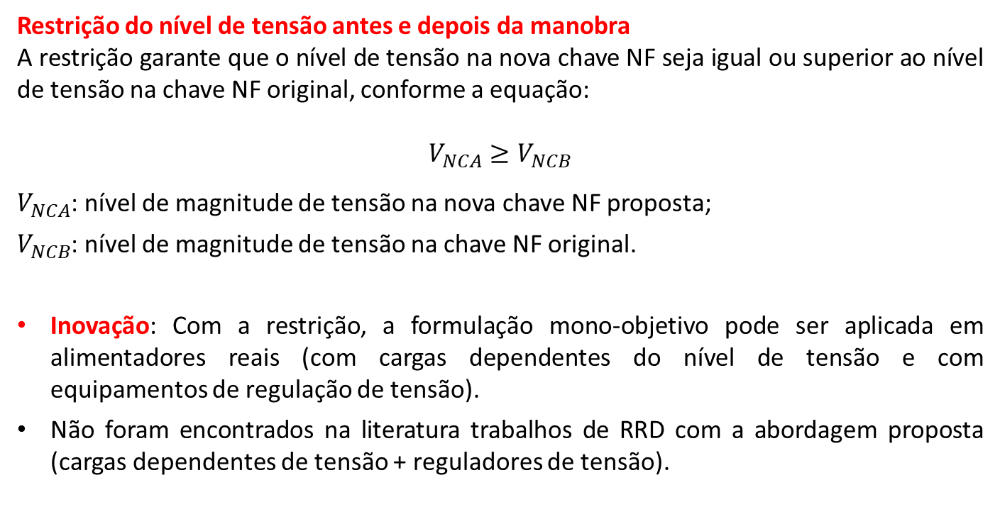 Restrição do nível de tensão antes e depois da manobra
A restrição garante que o nível de tensão na nova chave NF seja igual ou superior ao nível
de tensão na chave NF original, conforme a equação:
V_{NCA} ≥ V_{NCB}
V_{NCA}: nível de magnitude de tensão na nova chave NF proposta;
V_{NCB}: nível de magnitude de tensão na chave NF original.
• Inovação: Com a restrição, a formulação mono-objetivo pode ser aplicada em
alimentadores reais (com cargas dependentes do nível de tensão e com
equipamentos de regulação de tensão).
• Não foram encontrados na literatura trabalhos de RRD com a abordagem proposta
(cargas dependentes de tensão + reguladores de tensão).